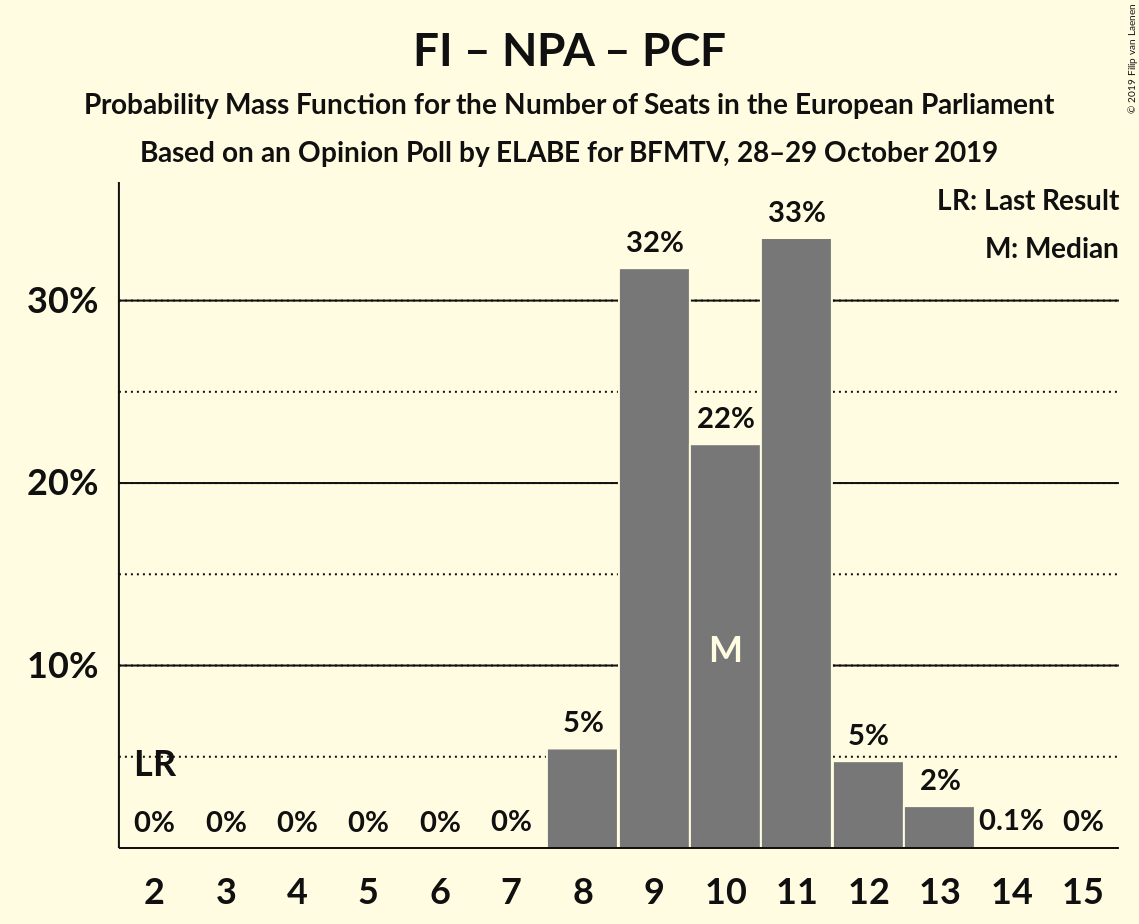 FI – NPA – PCF
Probability Mass Function for the Number of Seats in the European Parliament
Based on an Opinion Poll by ELABE for BFMTV, 28–29 October 2019
© 2019 Filip van Laenen
LR: Last Result
M: Median
33%
32%
30%
22%
20%
M
10%
5%
5%
LR
2%
0% 0% 0% 0% 0% 0% 0.1% 0%
2 3 4 5 6 7 8 9 10 11 12 13 14 15